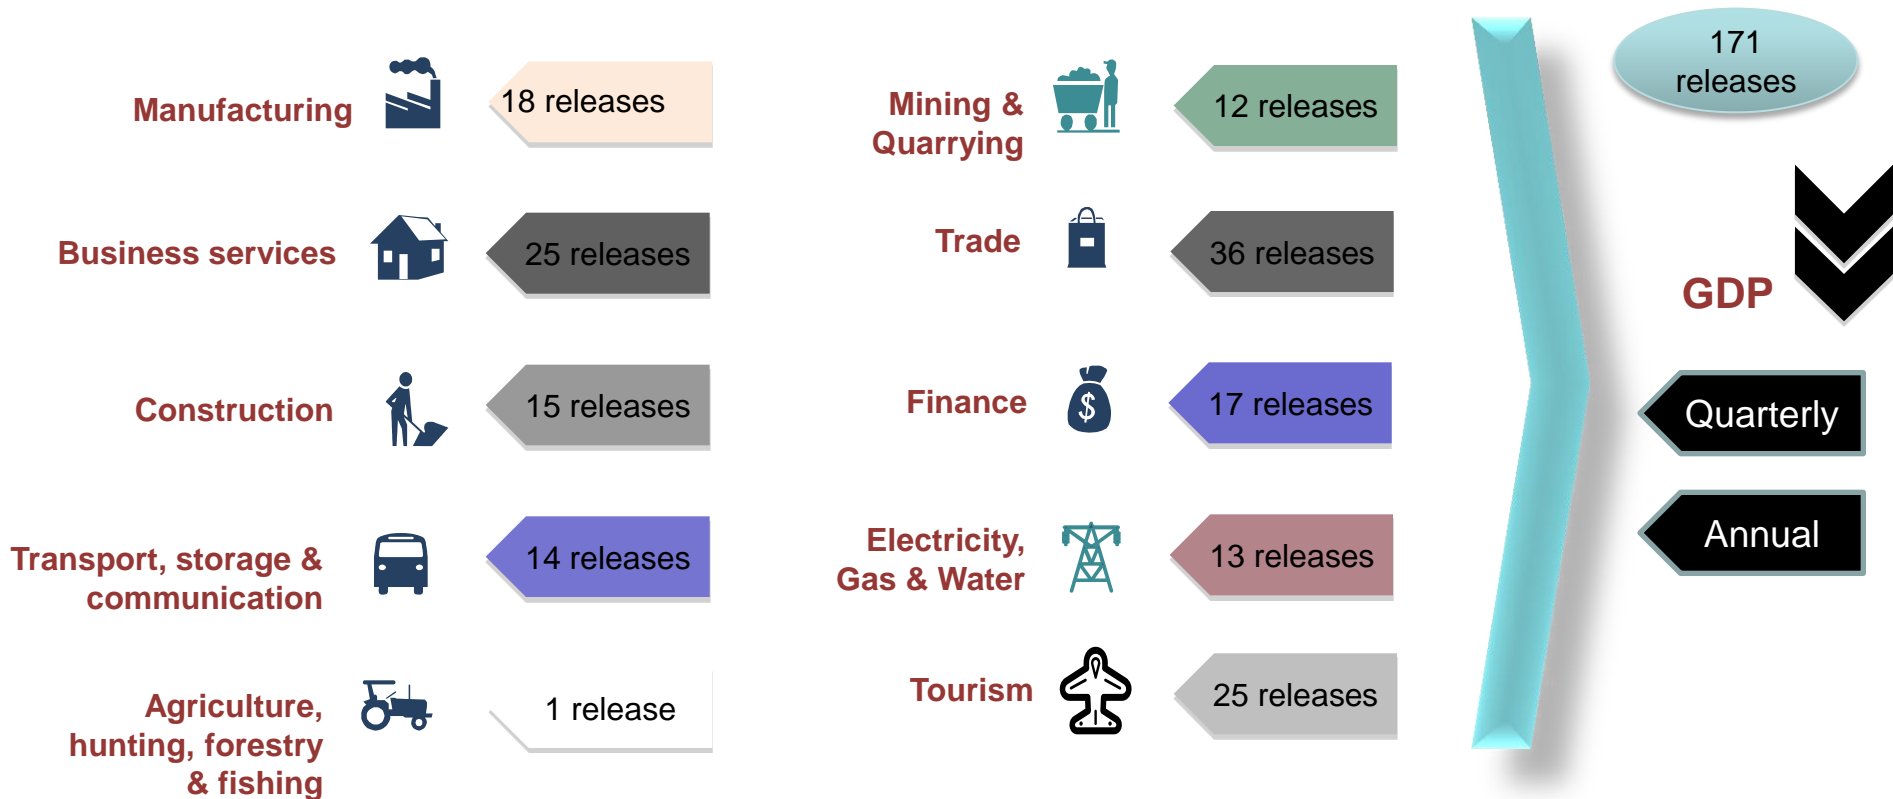 Manufacturing
18 releases
Business services
25 releases
Construction
15 releases
Transport, storage &
communication
14 releases
Agriculture,
hunting, forestry
& fishing
1 release
Mining &
Quarrying
12 releases
Trade
36 releases
Finance
$
17 releases
Electricity,
Gas & Water
13 releases
Tourism
25 releases
171
releases
GDP
Quarterly
Annual